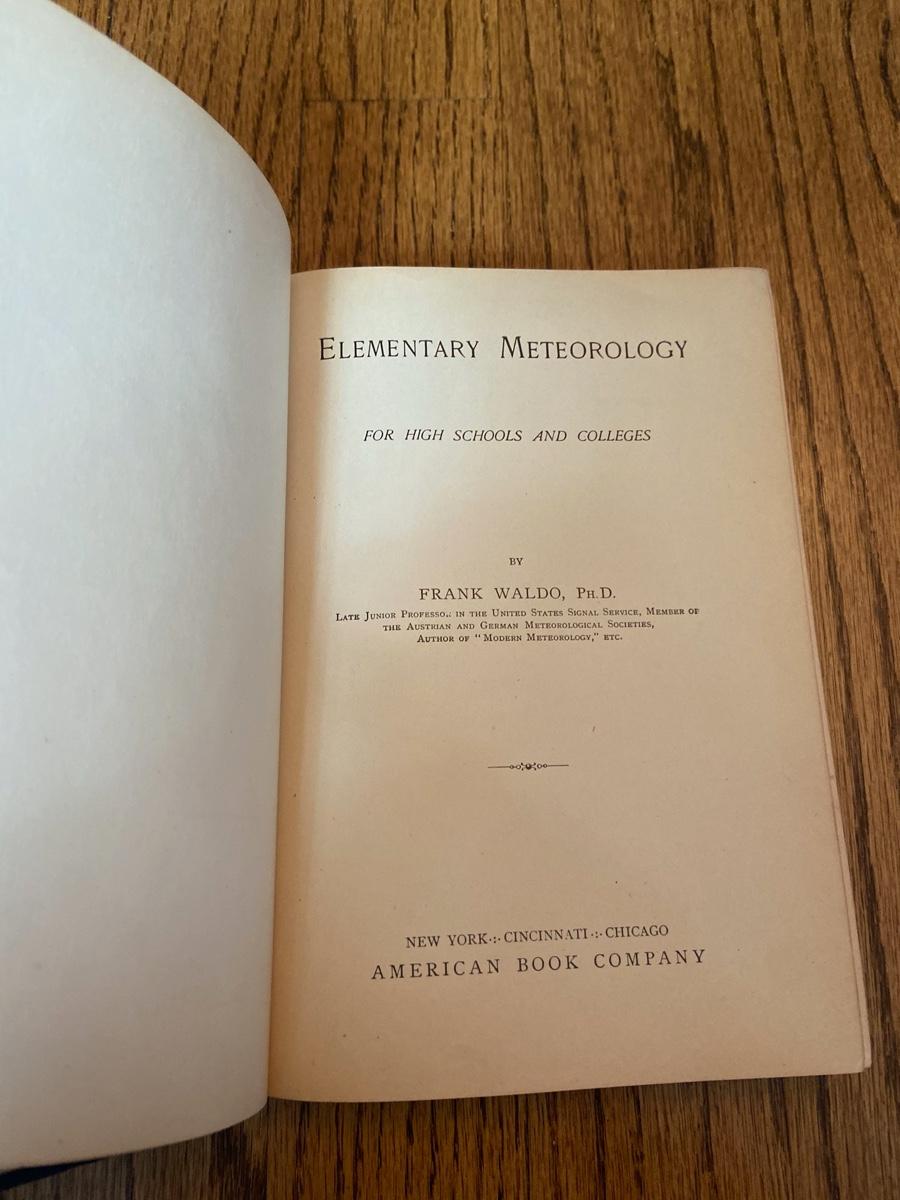 ELEMENTARY METEOROLOGY
FOR HIGH SCHOOLS AND COLLEGES
BY
FRANK WALDO, PH.D.
LATE JUNIOR PROFESSO.: IN THE UNITED STATES SIGNAL SERVICE, MEMBER OF
THE AUSTRIAN AND GERMAN METEOROLOGICAL SOCIETIES,
AUTHOR OF "MODERN METEOROLOGY," ETC.
NEW YORK ·:· CINCINNATI ·:· CHICAGO
AMERICAN BOOK COMPANY